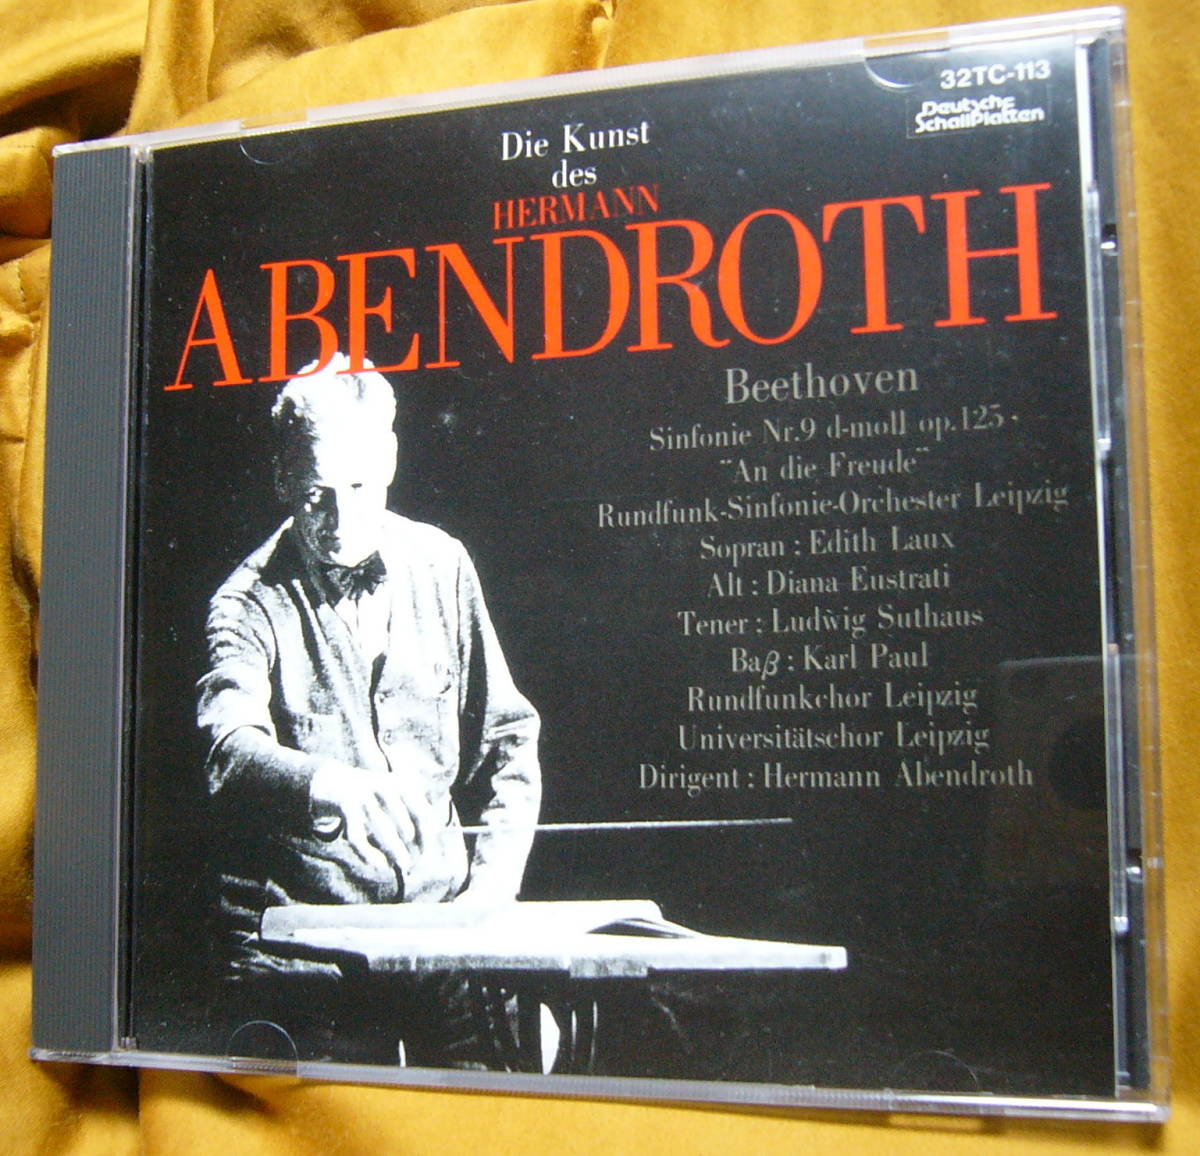 32TC-113
Deutsche
SchallPlatten
Die Kunst
des
HERMANN
ABENDROTH
Beethoven
Sinfonie Nr.9 d-moll op.125
"An die Freude"
Rundfunk-Sinfonie-Orchester Leipzig
Sopran : Edith Laux
Alt : Diana Eustrati
Tener : Ludwig Suthaus
Baβ : Karl Paul
Rundfunkchor Leipzig
Universitätschor Leipzig
Dirigent : Hermann Abendroth